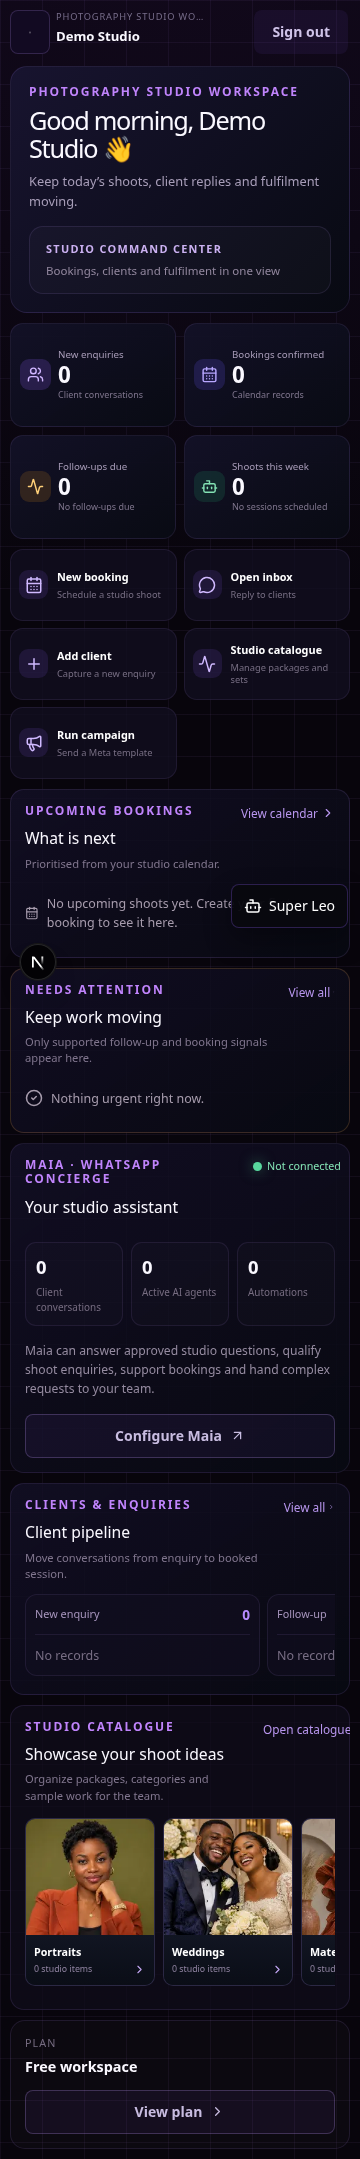 PHOTOGRAPHY STUDIO WO...
Demo Studio
Sign out
PHOTOGRAPHY STUDIO WORKSPACE
Good morning, Demo
Studio 👋
Keep today's shoots, client replies and fulfilment
moving.
STUDIO COMMAND CENTER
Bookings, clients and fulfilment in one view
New enquiries
0
Client conversations
Bookings confirmed
0
Calendar records
Follow-ups due
0
No follow-ups due
Shoots this week
0
No sessions scheduled
New booking
Schedule a studio shoot
Open inbox
Reply to clients
Add client
Capture a new enquiry
Studio catalogue
Manage packages and
sets
Run campaign
Send a Meta template
UPCOMING BOOKINGS
View calendar
What is next
Prioritised from your studio calendar.
No upcoming shoots yet. Create
booking to see it here.
Super Leo
N
NEEDS ATTENTION
View all
Keep work moving
Only supported follow-up and booking signals
appear here.
Nothing urgent right now.
MAIA · WHATSAPP
CONCIERGE
Not connected
Your studio assistant
0
Client
conversations
0
Active AI agents
0
Automations
Maia can answer approved studio questions, qualify
shoot enquiries, support bookings and hand complex
requests to your team.
Configure Maia
CLIENTS & ENQUIRIES
View all
Client pipeline
Move conversations from enquiry to booked
session.
New enquiry
0
No records
Follow-up
No record
STUDIO CATALOGUE
Open catalogue
Showcase your shoot ideas
Organize packages, categories and
sample work for the team.
Portraits
0 studio items
Weddings
0 studio items
Mate
0 stud
PLAN
Free workspace
View plan